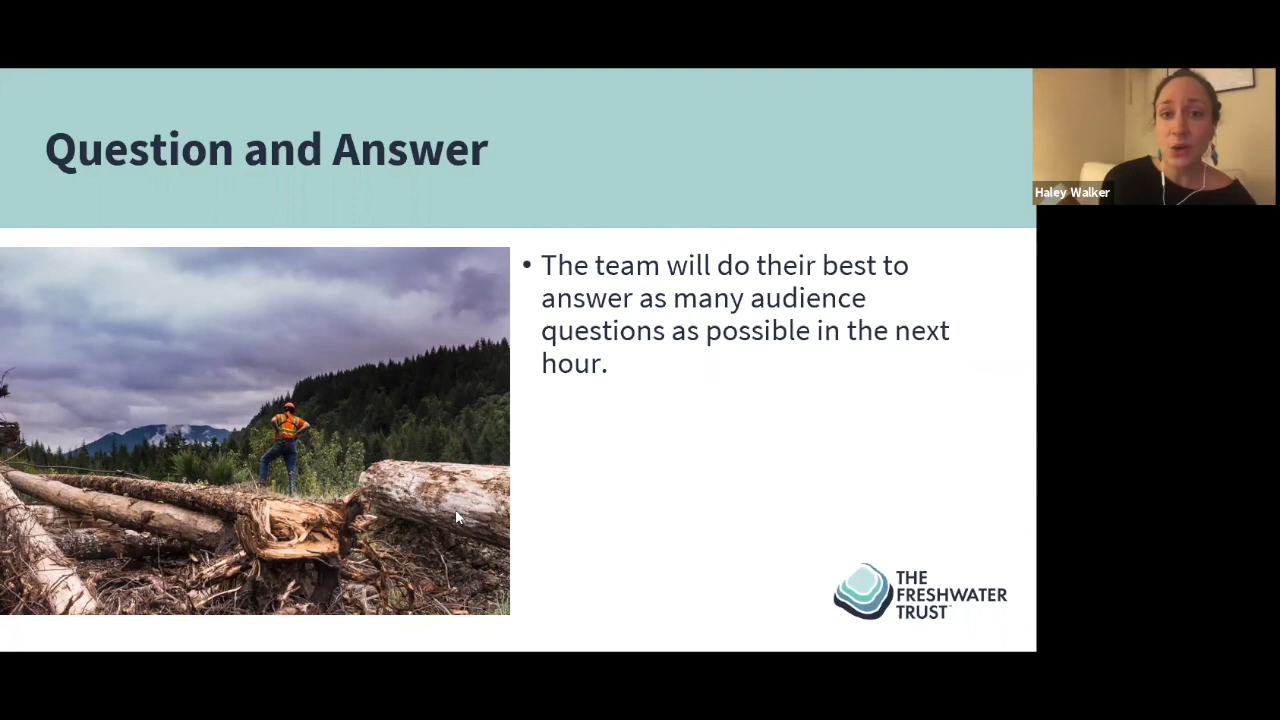 Question and Answer
Haley Walker
• The team will do their best to
answer as many audience
questions as possible in the next
hour.
THE
FRESHWATER
TRUST™